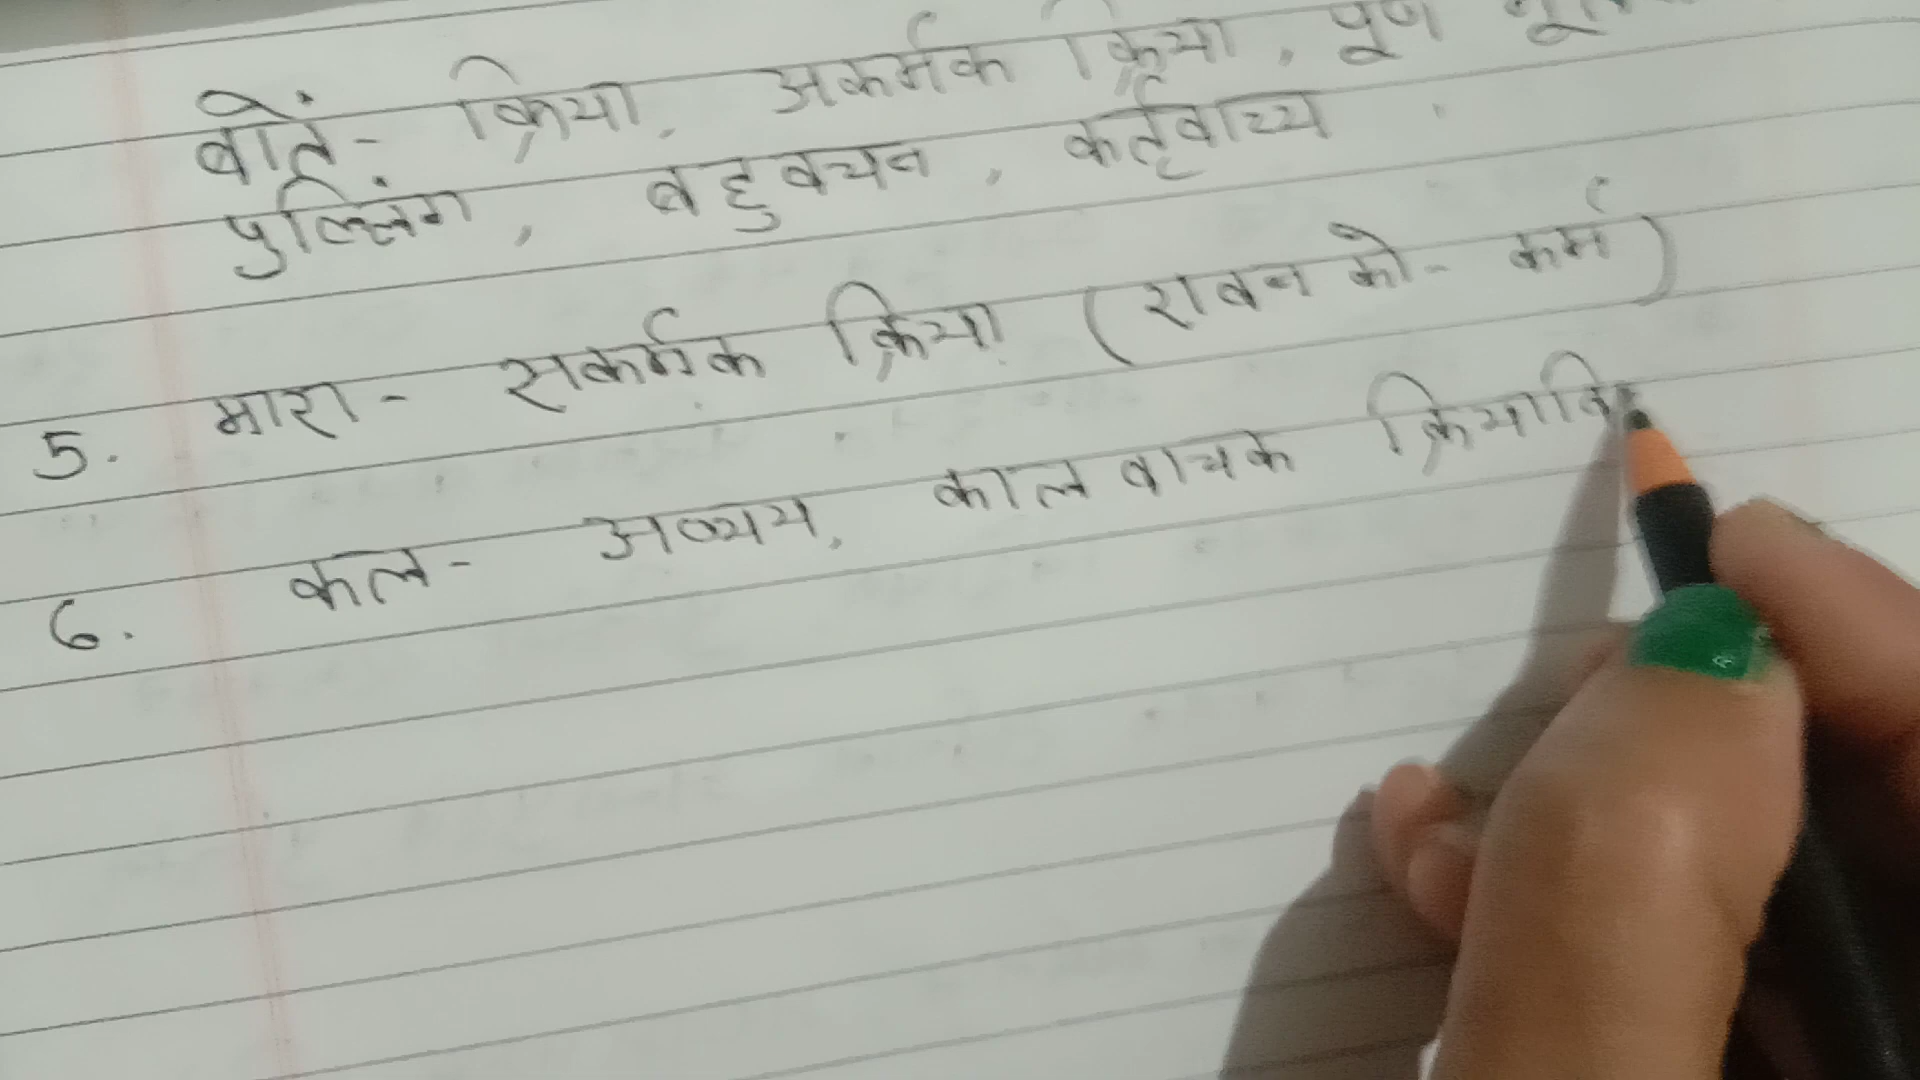 क्रिया, अकर्मक क्रिया, पूर्ण
पुल्लिंग, बहुवचन, कर्तृवाच्य
5. मारा - सकर्मक क्रिया (रावन को - कर्म)
6. कल - अव्यय, कालवाचक क्रियावि